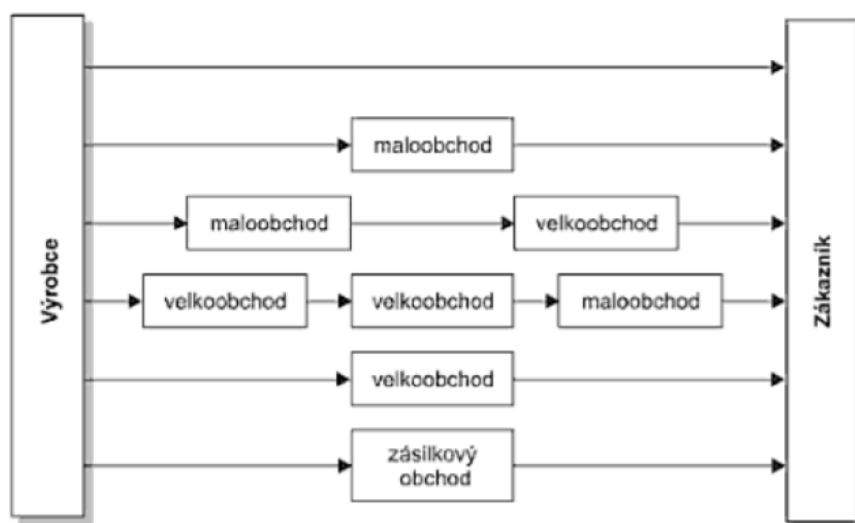 Výrobce
maloobchod
maloobchod
velkoobchod
velkoobchod
velkoobchod
maloobchod
velkoobchod
zásilkový
obchod
Zákazník